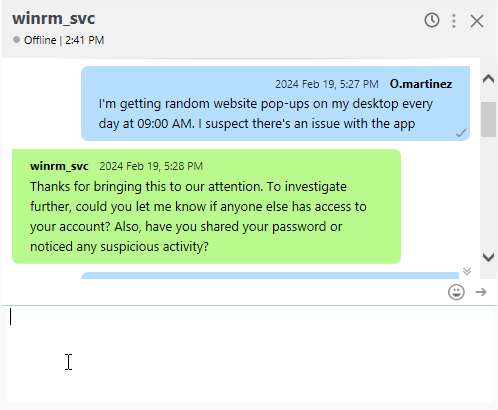 winrm_svc
Offline | 2:41 PM
2024 Feb 19, 5:27 PM O.martinez
I'm getting random website pop-ups on my desktop every
day at 09:00 AM. I suspect there's an issue with the app
winrm_svc 2024 Feb 19, 5:28 PM
Thanks for bringing this to our attention. To investigate
further, could you let me know if anyone else has access to
your account? Also, have you shared your password or
noticed any suspicious activity?